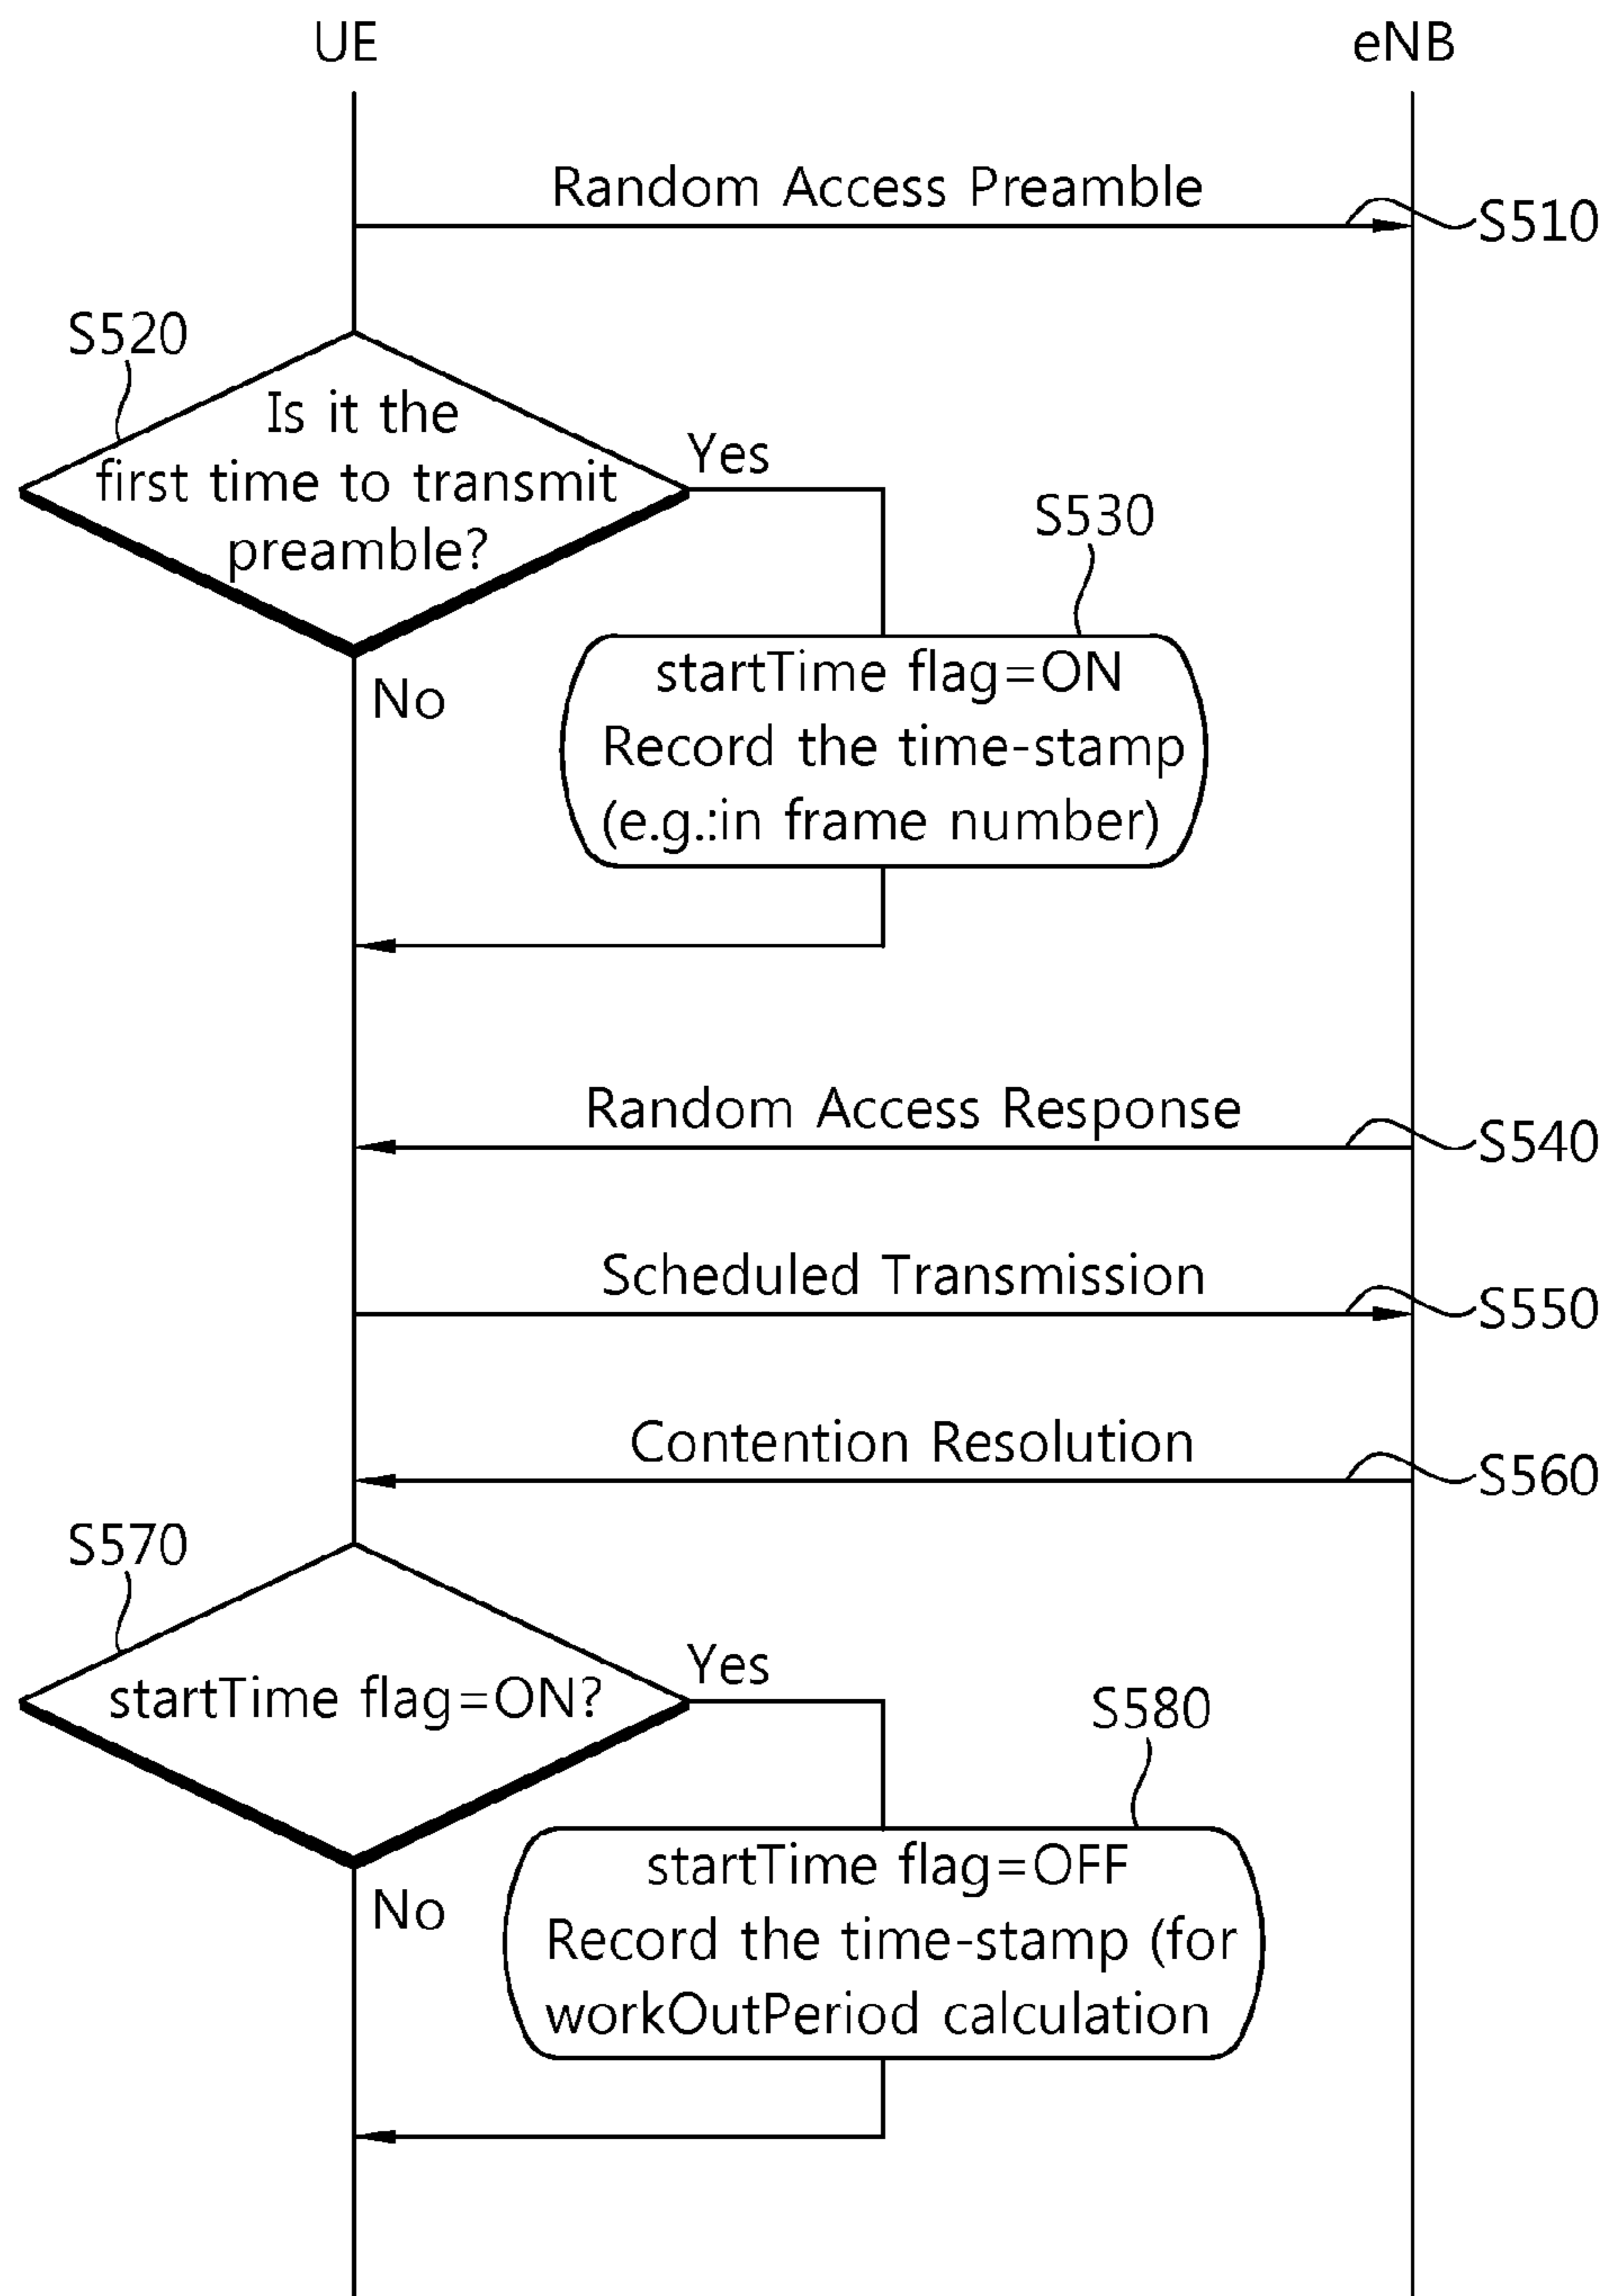 UE
eNB
Random Access Preamble
S510
S520
Is it the
first time to transmit
preamble?
Yes
S530
startTime flag=ON
Record the time-stamp
(e.g.:in frame number)
No
Random Access Response
S540
Scheduled Transmission
S550
Contention Resolution
S560
S570
startTime flag=ON?
Yes
S580
startTime flag=OFF
Record the time-stamp (for
workOutPeriod calculation
No